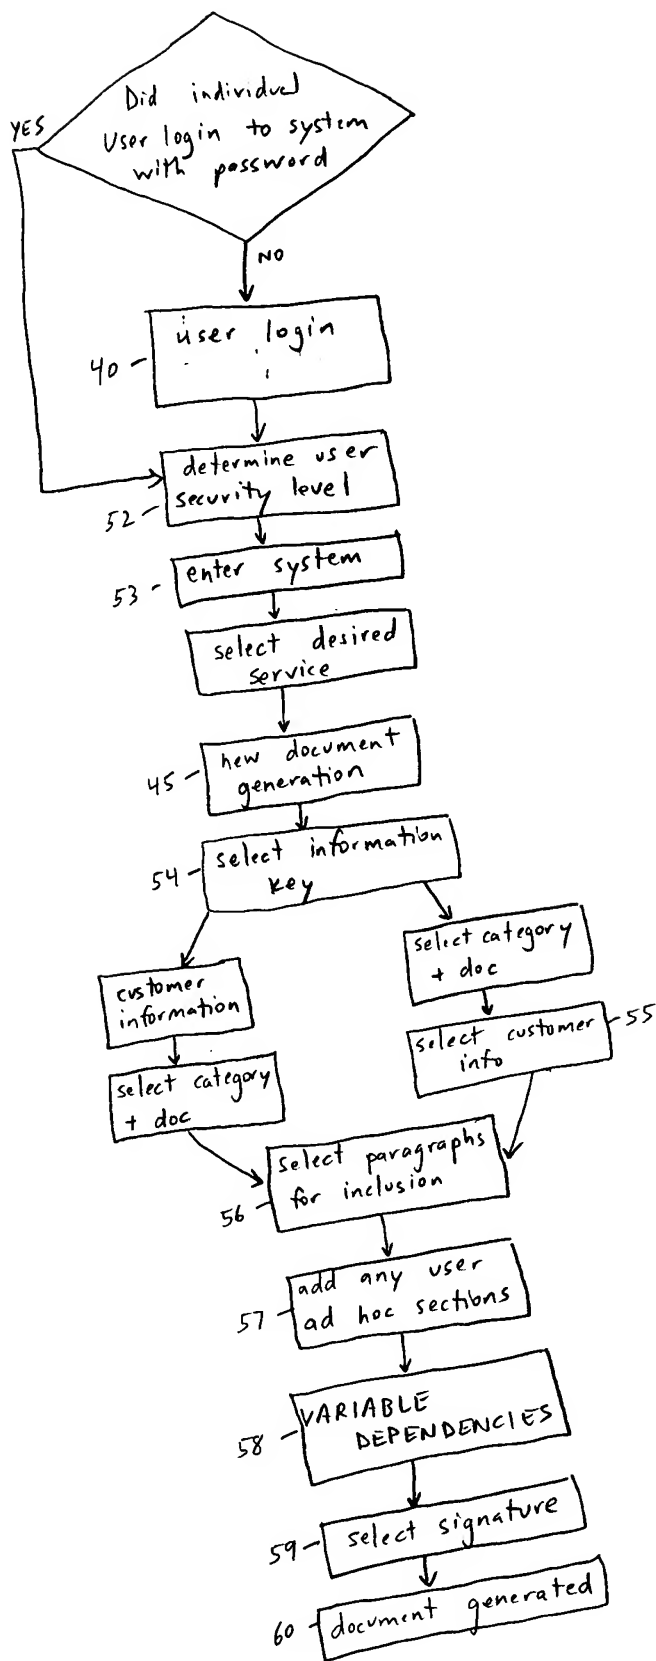 Did individual
User login to system
with password
YES
NO
user login
40
determine user
security level
52
enter system
53
select desired
service
new document
generation
45
select information
key
54
customer
information
select category
+ doc
select category
+ doc
select customer
info
55
select paragraphs
for inclusion
56
add any user
ad hoc sections
57
VARIABLE
DEPENDENCIES
58
select signature
59
document generated
60